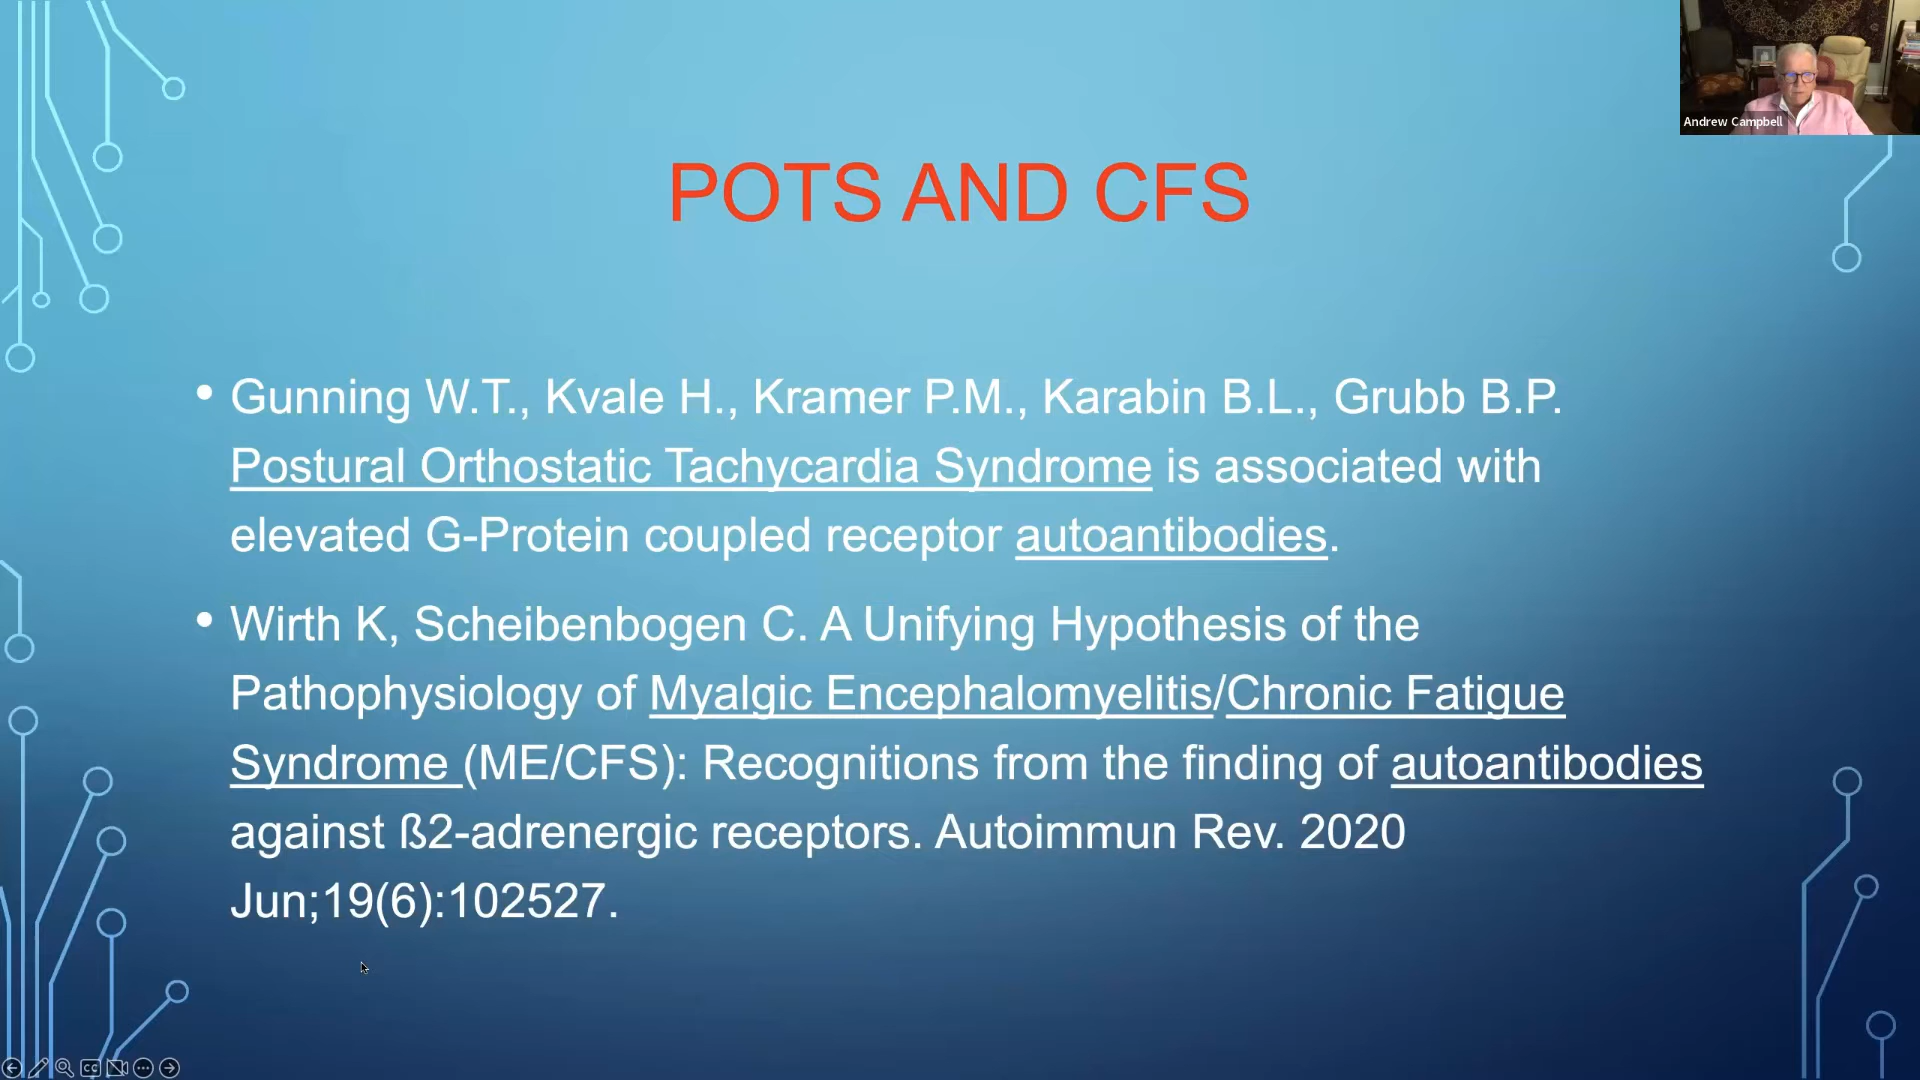 Andrew Campbell
POTS AND CFS
• Gunning W.T., Kvale H., Kramer P.M., Karabin B.L., Grubb B.P.
Postural Orthostatic Tachycardia Syndrome is associated with
elevated G-Protein coupled receptor autoantibodies.
• Wirth K, Scheibenbogen C. A Unifying Hypothesis of the
Pathophysiology of Myalgic Encephalomyelitis/Chronic Fatigue
Syndrome (ME/CFS): Recognitions from the finding of autoantibodies
against ß2-adrenergic receptors. Autoimmun Rev. 2020
Jun;19(6):102527.
CC